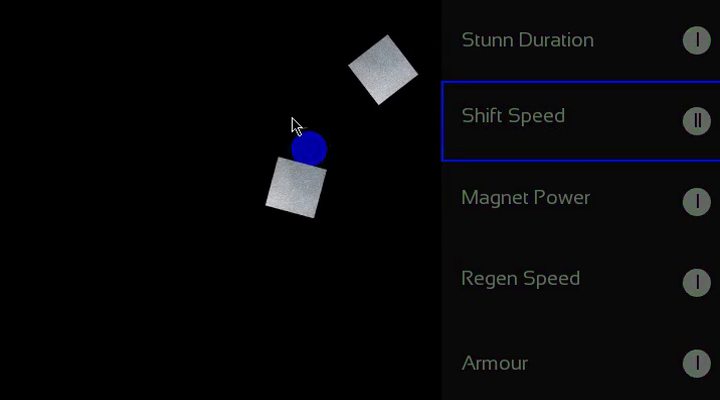 Stunn Duration I
Shift Speed II
Magnet Power I
Regen Speed I
Armour I